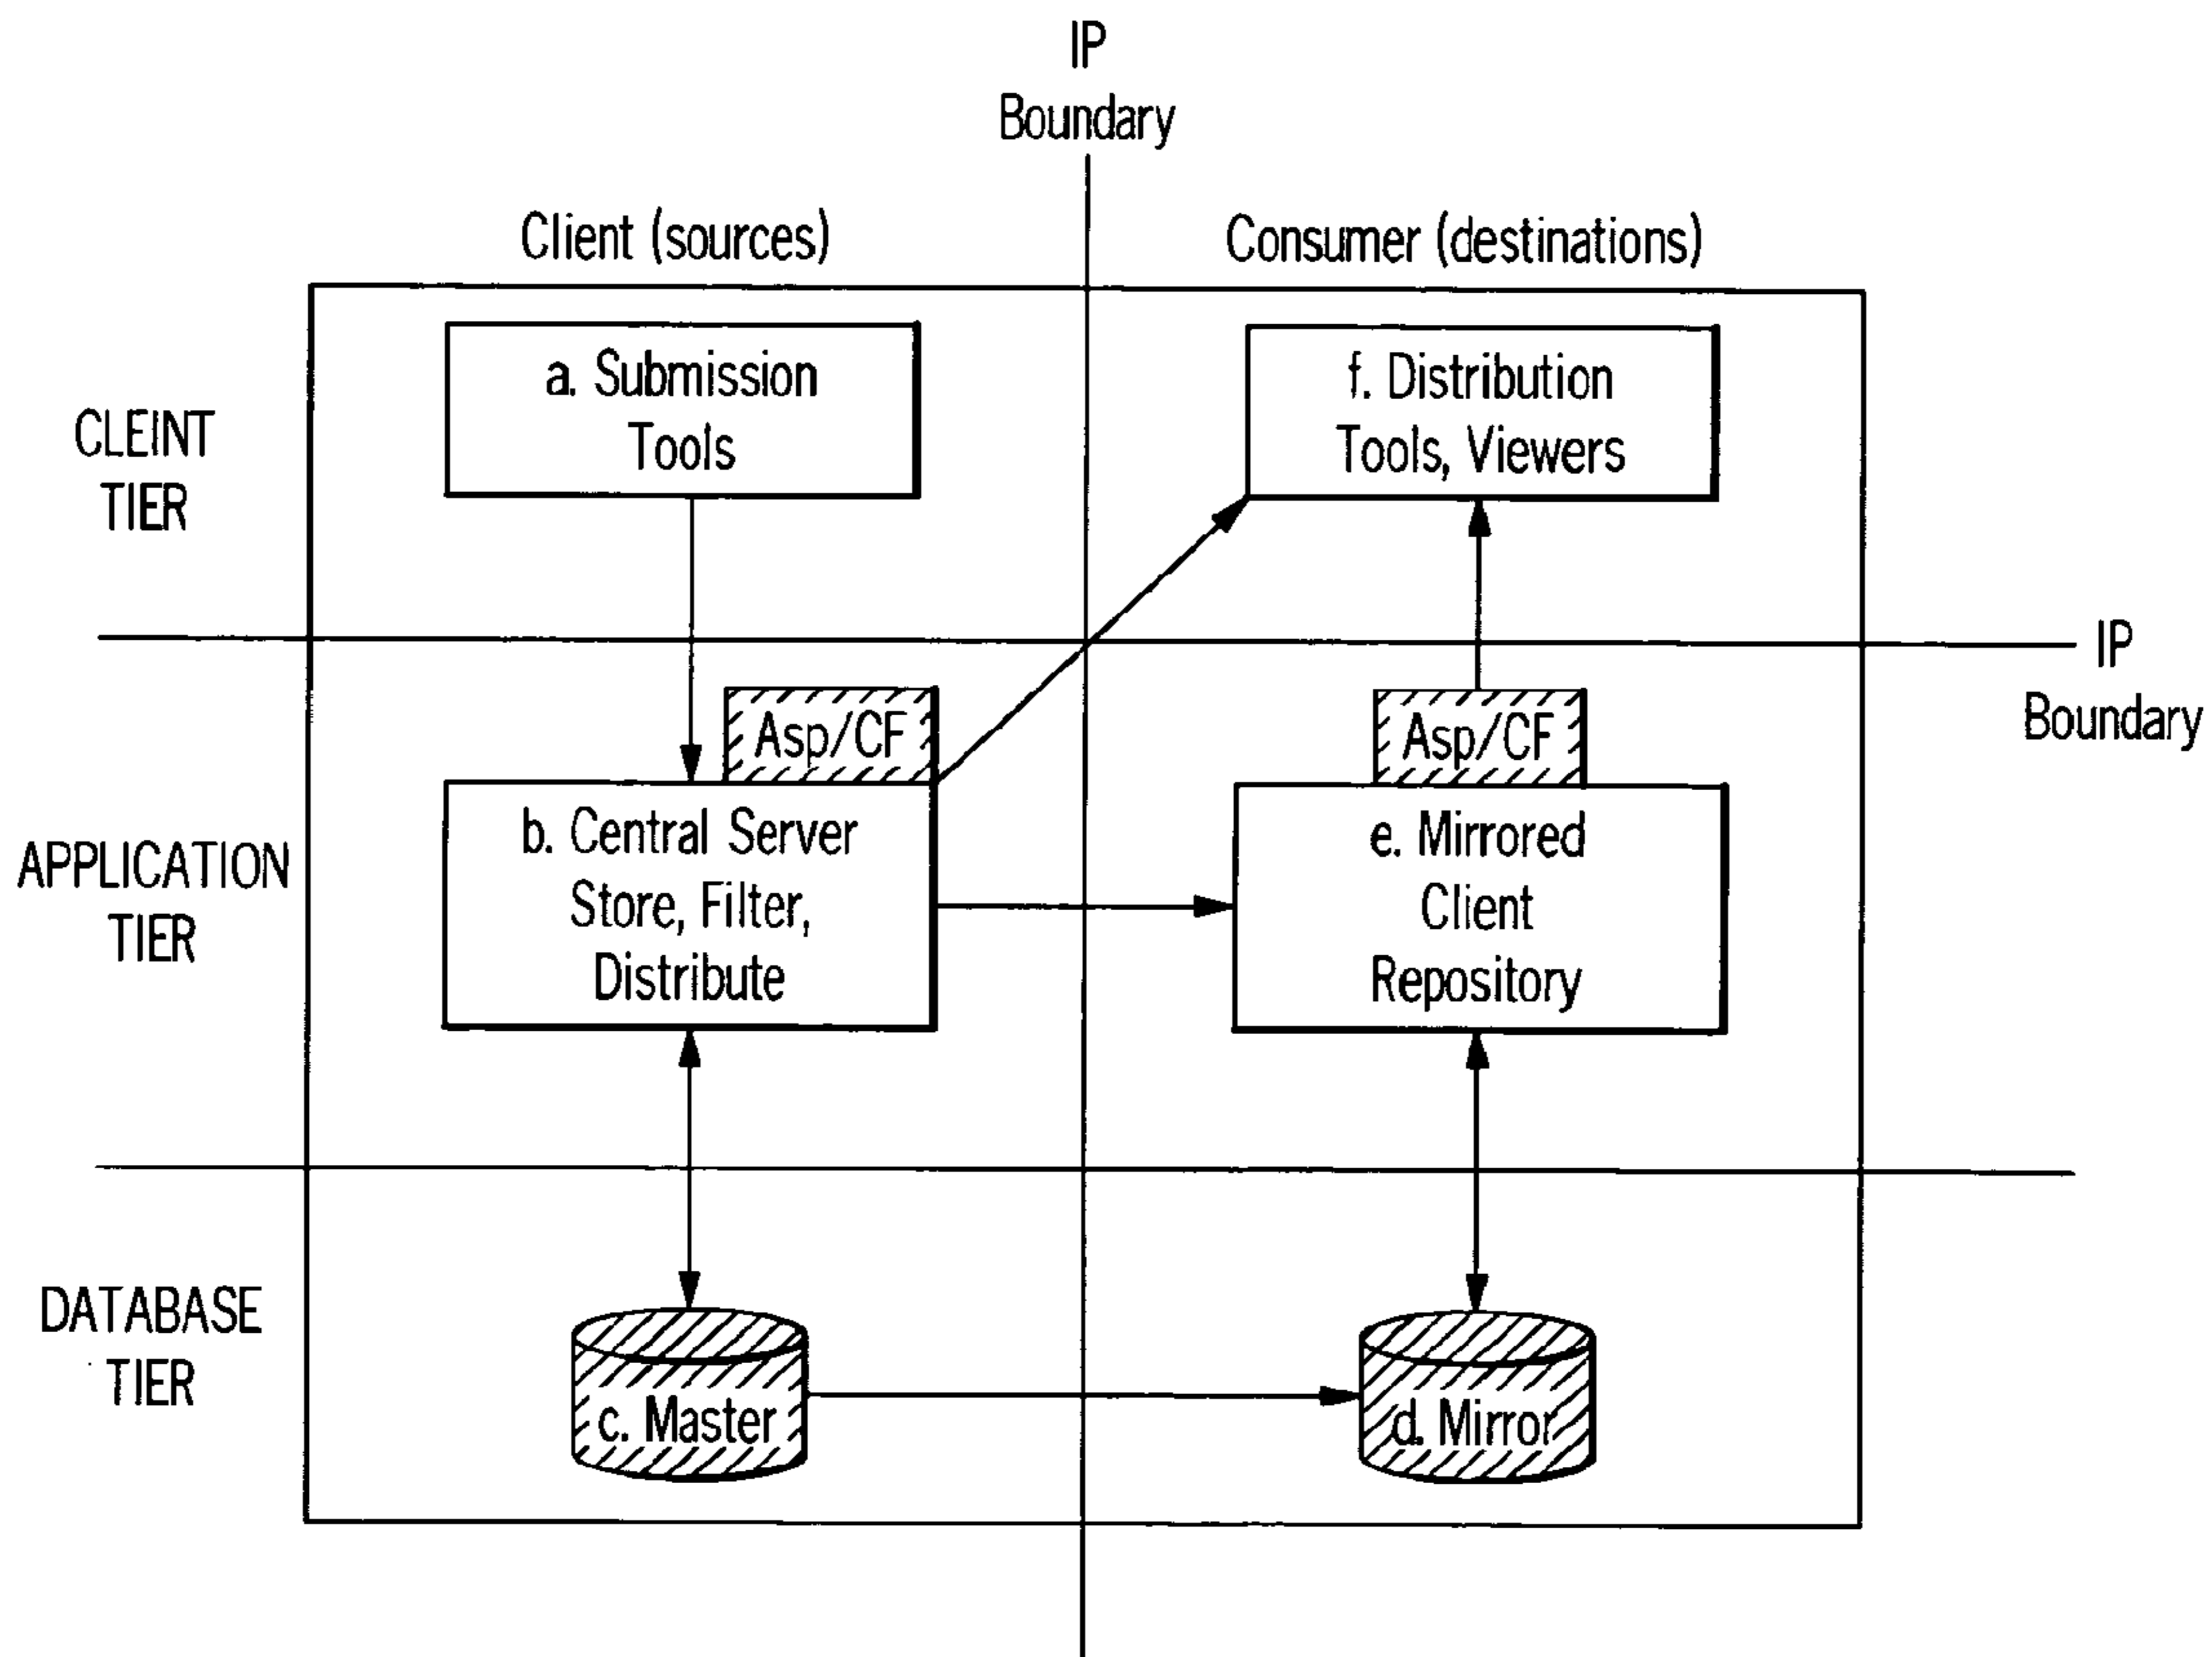 IP
Boundary
Client (sources)
Consumer (destinations)
a. Submission
Tools
f. Distribution
Tools, Viewers
CLEINT
TIER
IP
Boundary
Asp/CF
Asp/CF
b. Central Server
Store, Filter,
Distribute
e. Mirrored
Client
Repository
APPLICATION
TIER
DATABASE
TIER
c. Master
d. Mirror